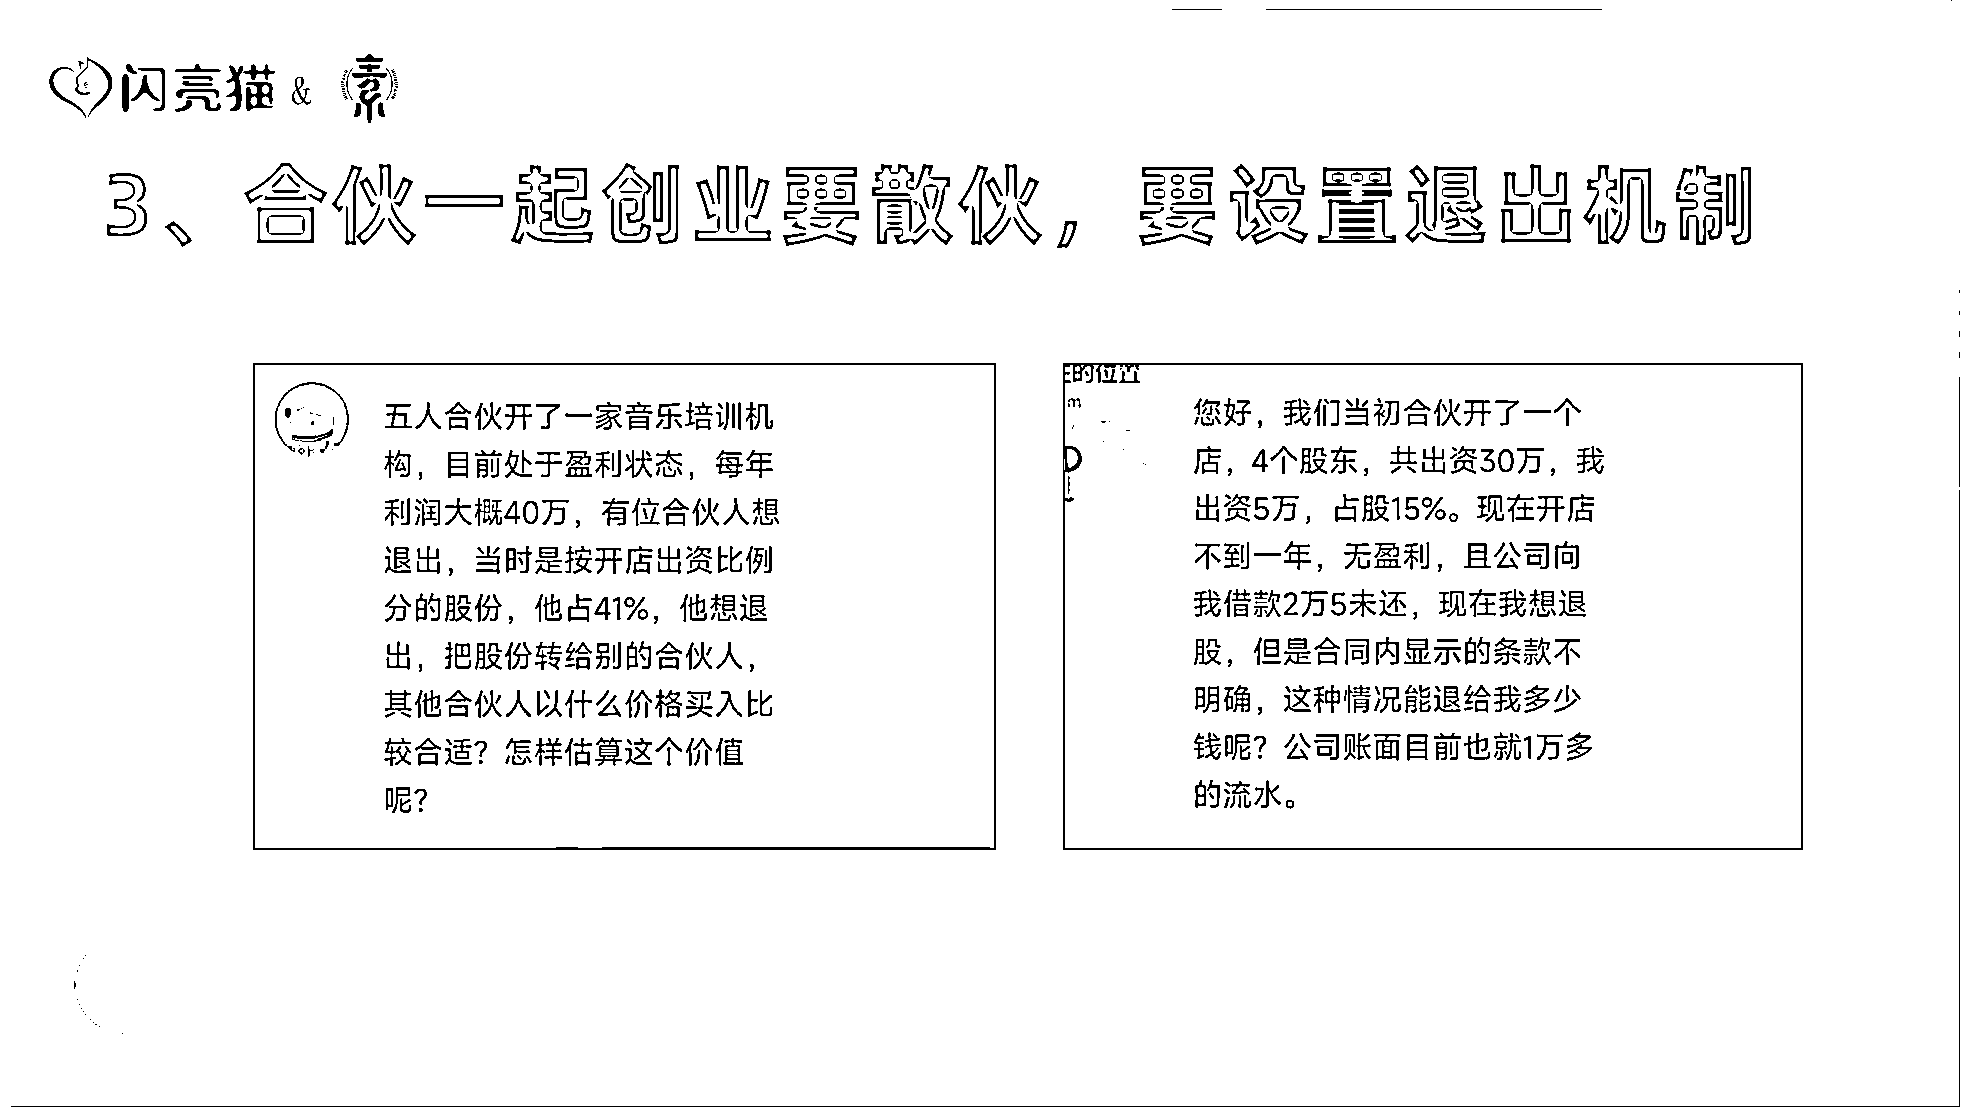 闪亮猫 & 素
3、合伙一起创业要散伙，要设置退出机制
五人合伙开了一家音乐培训机
构，目前处于盈利状态，每年
利润大概40万，有位合伙人想
退出，当时是按开店出资比例
分的股份，他占41%，他想退
出，把股份转给别的合伙人，
其他合伙人以什么价格买入比
较合适？怎样估算这个价值
呢？
的位置
m
您好，我们当初合伙开了一个
店，4个股东，共出资30万，我
出资5万，占股15%。现在开店
不到一年，无盈利，且公司向
我借款2万5未还，现在我想退
股，但是合同内显示的条款不
明确，这种情况能退给我多少
钱呢？公司账面目前也就1万多
的流水。